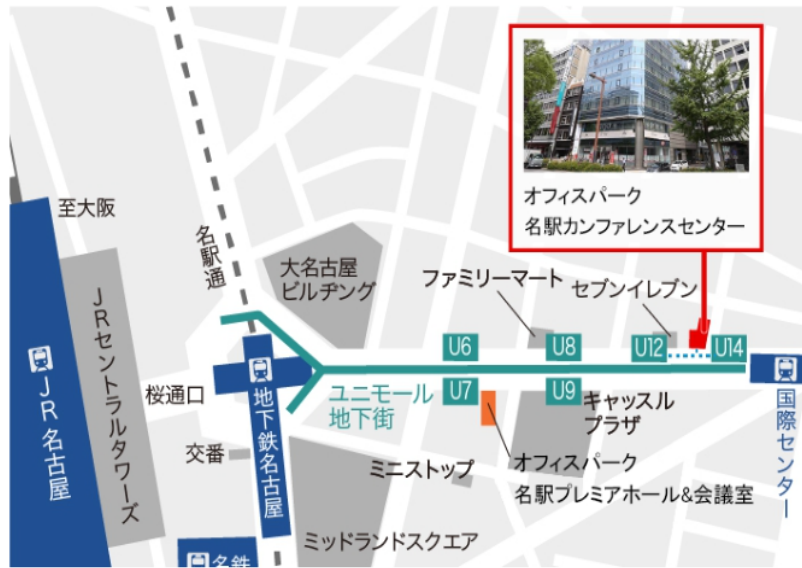 オフィスパーク
名駅カンファレンスセンター
至大阪
名駅通
大名古屋
ビルヂング
ファミリーマート
セブンイレブン
JRセントラルタワーズ
U6
U8
U12
U14
JR名古屋
桜通口
地下鉄名古屋
ユニモール
地下街
U7
U9
キャッスル
プラザ
国際センター
交番
ミニストップ
オフィスパーク
名駅プレミアホール&会議室
ミッドランドスクエア
名鉄